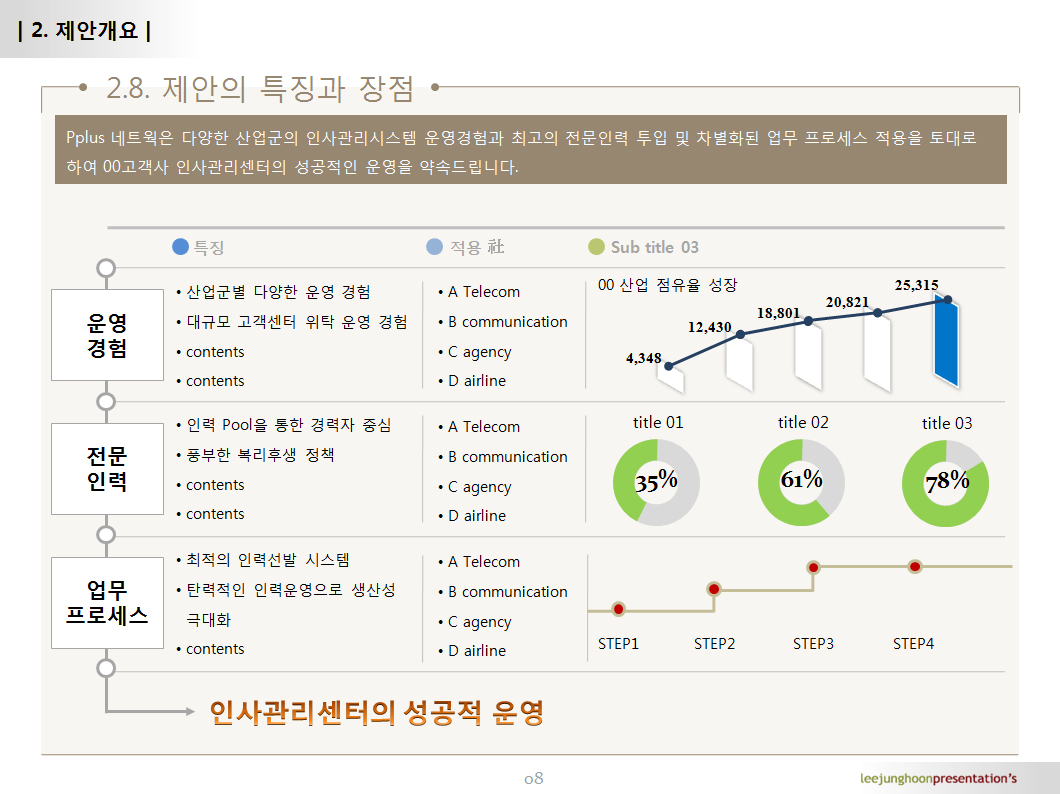 | 2. 제안개요 |
2.8. 제안의 특징과 장점
Pplus 네트웍은 다양한 산업군의 인사관리시스템 운영경험과 최고의 전문인력 투입 및 차별화된 업무 프로세스 적용을 토대로
하여 00고객사 인사관리센터의 성공적인 운영을 약속드립니다.
특징
적용 社
Sub title 03
운영
경험
• 산업군별 다양한 운영 경험
• 대규모 고객센터 위탁 운영 경험
• contents
• contents
• A Telecom
• B communication
• C agency
• D airline
00 산업 점유율 성장
4,348
12,430
18,801
20,821
25,315
전문
인력
• 인력 Pool을 통한 경력자 중심
• 풍부한 복리후생 정책
• contents
• contents
• A Telecom
• B communication
• C agency
• D airline
title 01
title 02
title 03
35%
61%
78%
업무
프로세스
• 최적의 인력선발 시스템
• 탄력적인 인력운영으로 생산성
극대화
• contents
• A Telecom
• B communication
• C agency
• D airline
STEP1
STEP2
STEP3
STEP4
인사관리센터의 성공적 운영
08
leejunghoonpresentation's